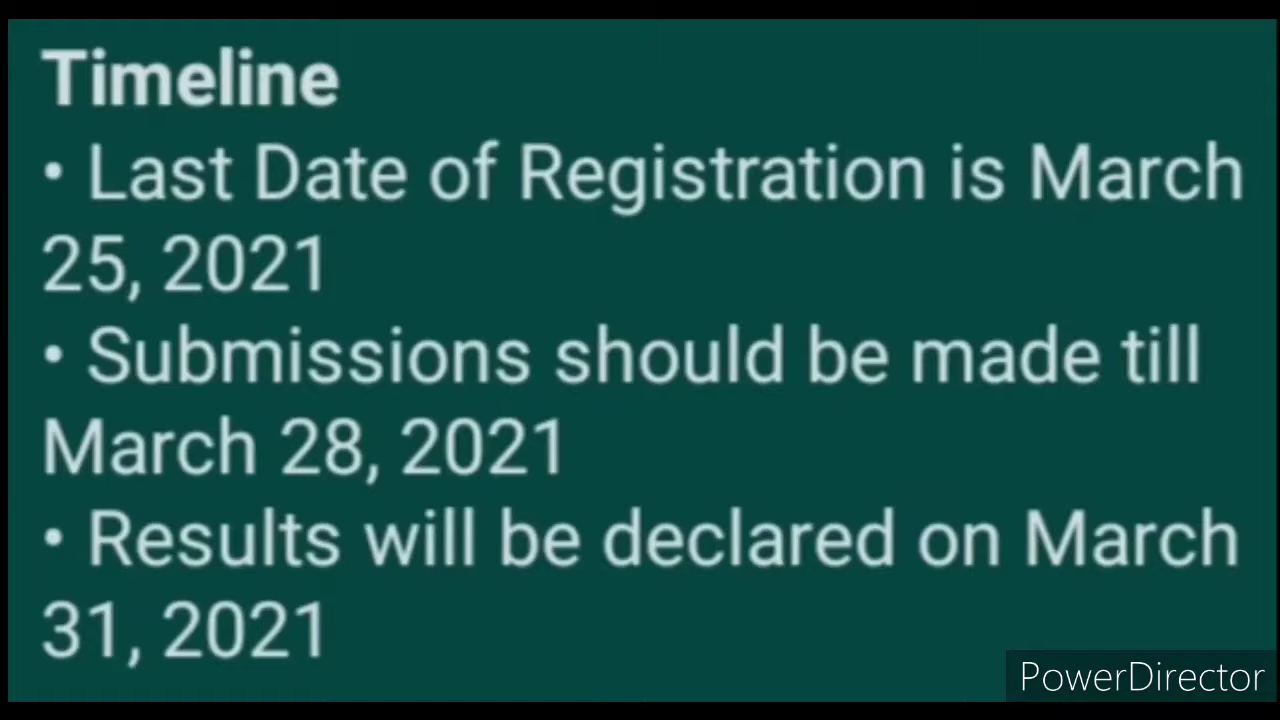 Timeline
• Last Date of Registration is March
25, 2021
• Submissions should be made till
March 28, 2021
• Results will be declared on March
31, 2021
PowerDirector